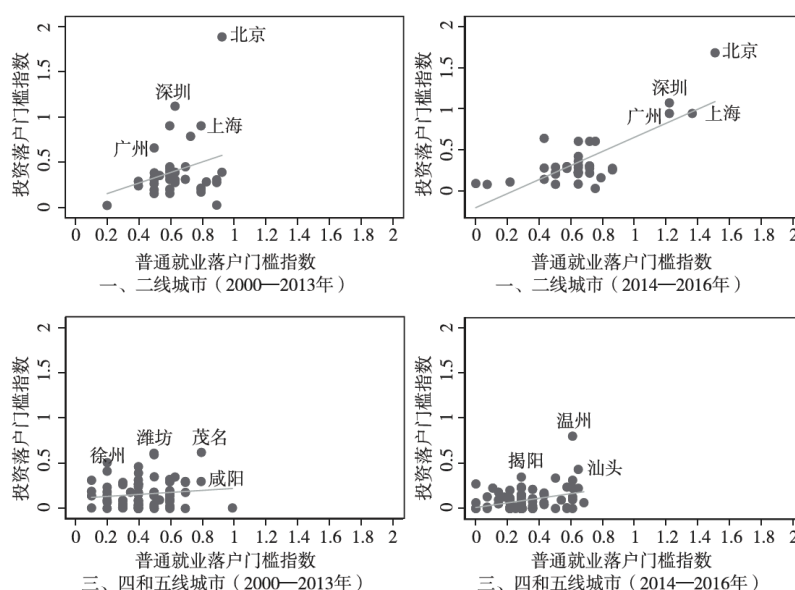 2
1.5
1
0.5
0
投资落户门槛指数
北京
深圳
上海
广州
0 0.2 0.4 0.6 0.8 1 1.2 1.4 1.6 1.8 2
普通就业落户门槛指数
一、二线城市（2000—2013年）
2
1.5
1
0.5
0
投资落户门槛指数
北京
深圳
广州 上海
0 0.2 0.4 0.6 0.8 1 1.2 1.4 1.6 1.8 2
普通就业落户门槛指数
一、二线城市（2014—2016年）
2
1.5
1
0.5
0
投资落户门槛指数
潍坊 茂名
徐州
咸阳
0 0.2 0.4 0.6 0.8 1 1.2 1.4 1.6 1.8 2
普通就业落户门槛指数
三、四和五线城市（2000—2013年）
2
1.5
1
0.5
0
投资落户门槛指数
温州
揭阳
汕头
0 0.2 0.4 0.6 0.8 1 1.2 1.4 1.6 1.8 2
普通就业落户门槛指数
三、四和五线城市（2014—2016年）